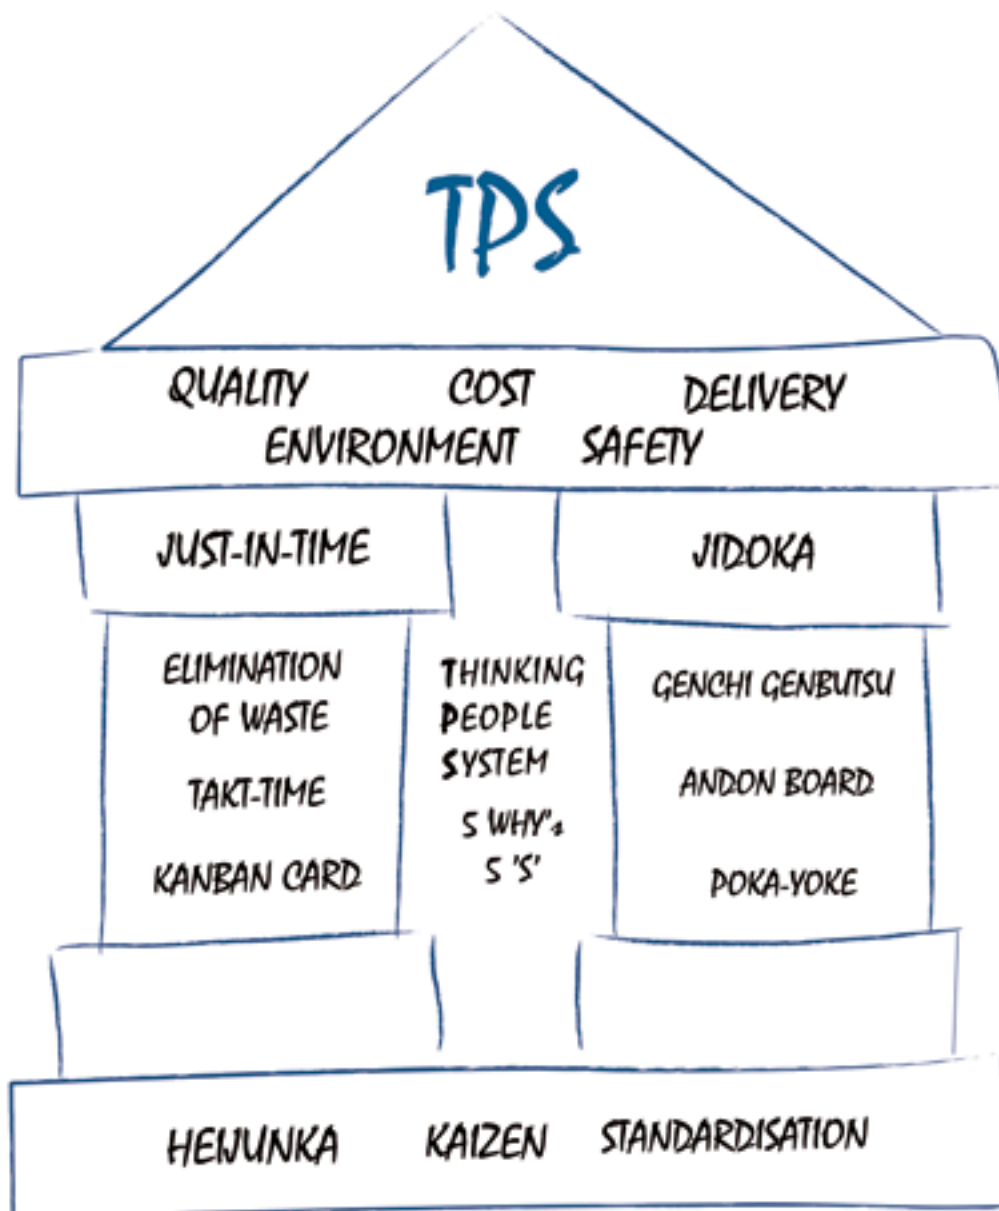 TPS
QUALITY COST DELIVERY
ENVIRONMENT SAFETY
JUST-IN-TIME
JIDOKA
ELIMINATION
OF WASTE
TAKT-TIME
KANBAN CARD
THINKING
PEOPLE
SYSTEM
5 WHY's
5 'S'
GENCHI GENBUTSU
ANDON BOARD
POKA-YOKE
HEIJUNKA KAIZEN STANDARDISATION